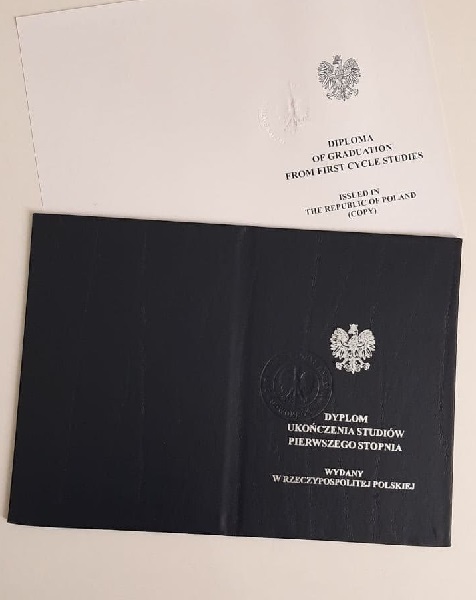 DIPLOMA
OF GRADUATION
FROM FIRST CYCLE STUDIES
ISSUED IN
THE REPUBLIC OF POLAND
(COPY)
DYPLOM
UKOŃCZENIA STUDIÓW
PIERWSZEGO STOPNIA
WYDANY
W RZECZYPOSPOLITEJ POLSKIEJ